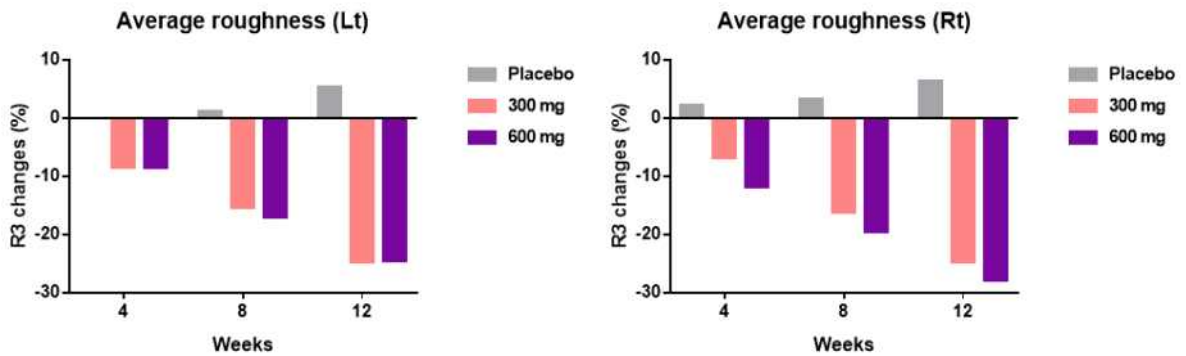 Average roughness (Lt)
R3 changes (%)
10
0
-10
-20
-30
4
8
12
Weeks
Placebo
300 mg
600 mg
Average roughness (Rt)
R3 changes (%)
10
0
-10
-20
-30
4
8
12
Weeks
Placebo
300 mg
600 mg